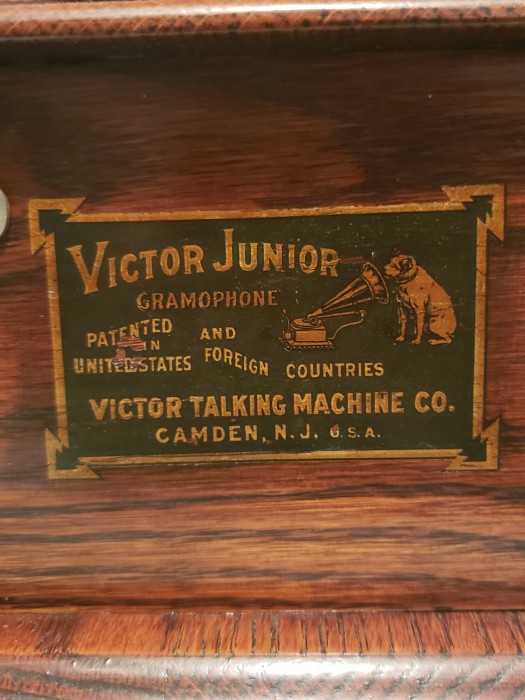 VICTOR JUNIOR
GRAMOPHONE
PATENTED IN UNITED STATES AND FOREIGN COUNTRIES
VICTOR TALKING MACHINE CO.
CAMDEN, N.J. U.S.A.